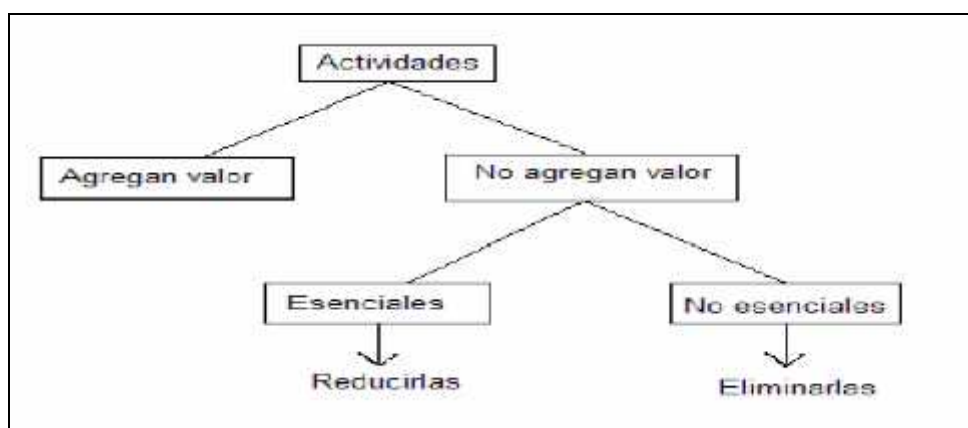 Actividades
Agregan valor
No agregan valor
Esenciales
No esenciales
Reducirlas
Eliminarlas